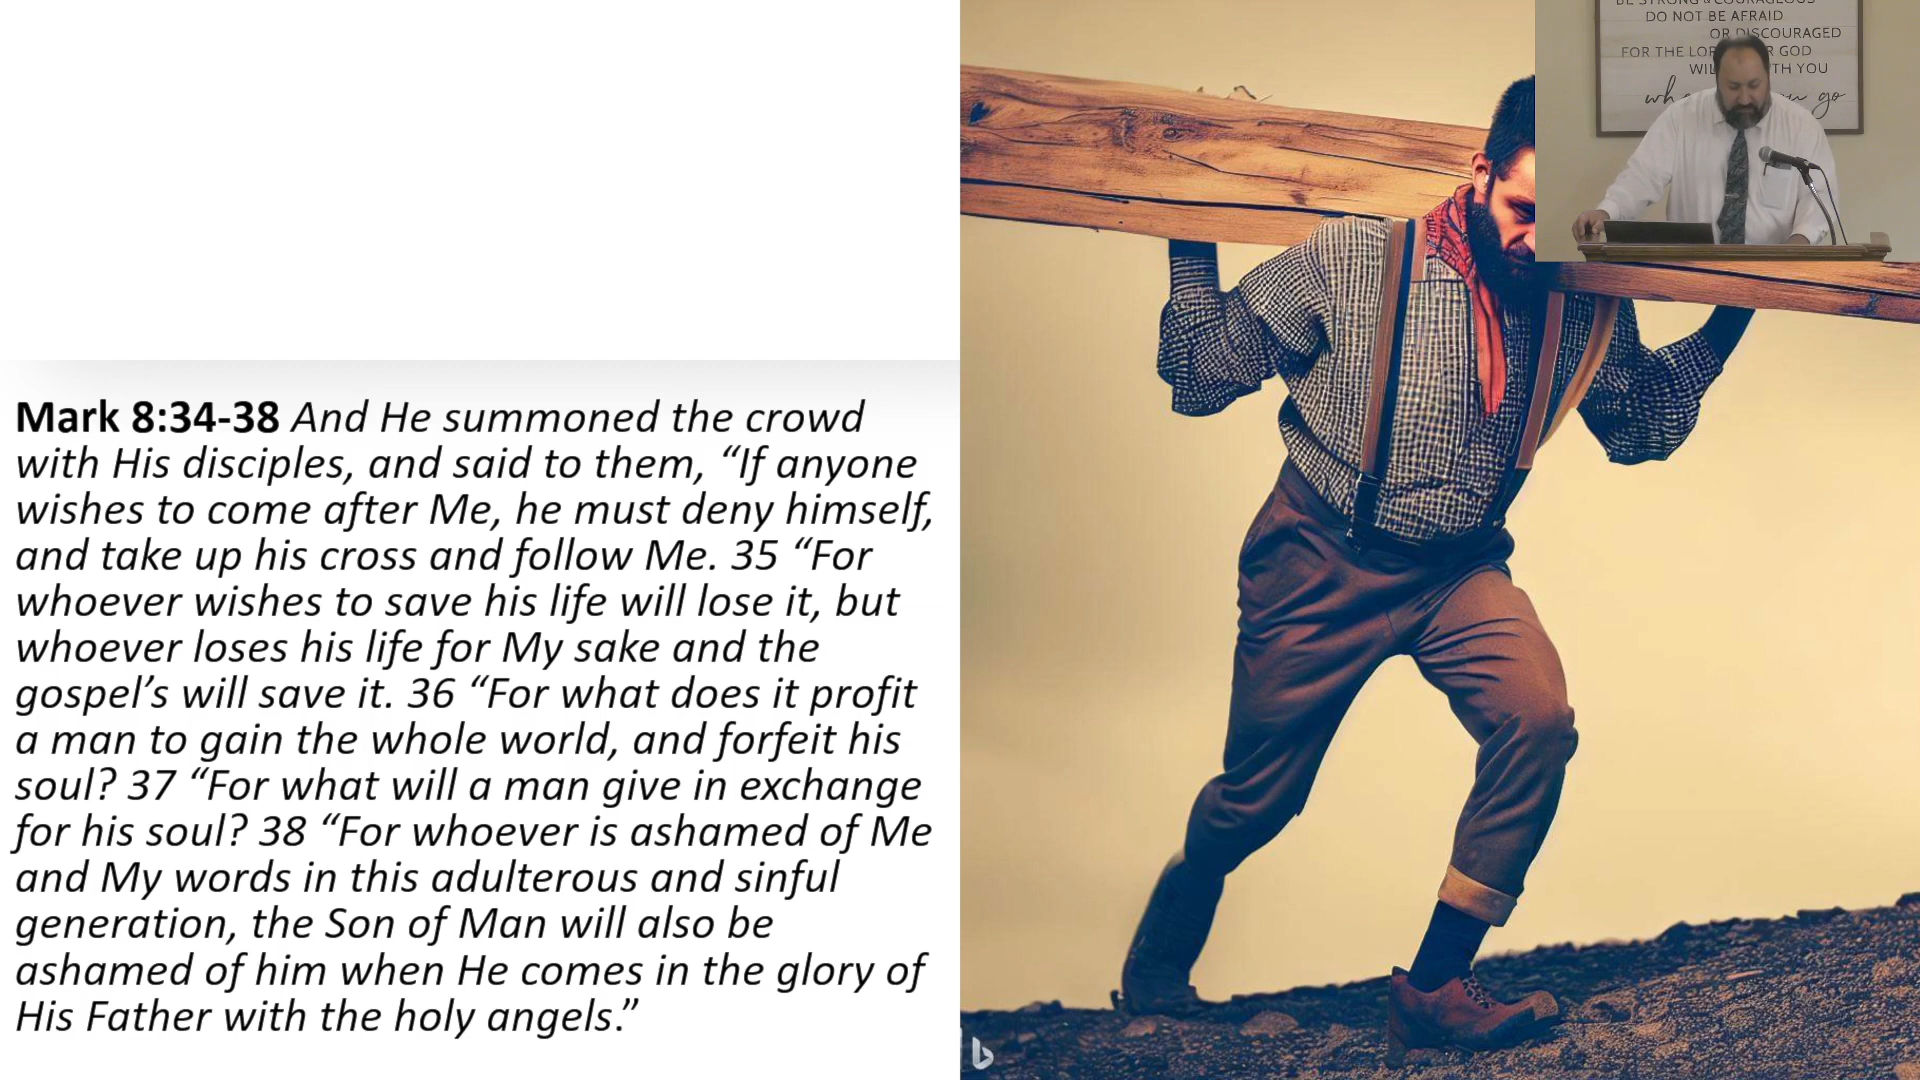 Mark 8:34-38 And He summoned the crowd
with His disciples, and said to them, “If anyone
wishes to come after Me, he must deny himself,
and take up his cross and follow Me. 35 “For
whoever wishes to save his life will lose it, but
whoever loses his life for My sake and the
gospel’s will save it. 36 “For what does it profit
a man to gain the whole world, and forfeit his
soul? 37 “For what will a man give in exchange
for his soul? 38 “For whoever is ashamed of Me
and My words in this adulterous and sinful
generation, the Son of Man will also be
ashamed of him when He comes in the glory of
His Father with the holy angels.”
BE STRONG & COURAGEOUS
DO NOT BE AFRAID
OR DISCOURAGED
FOR THE LOR R GOD
WIL TH YOU
go
b